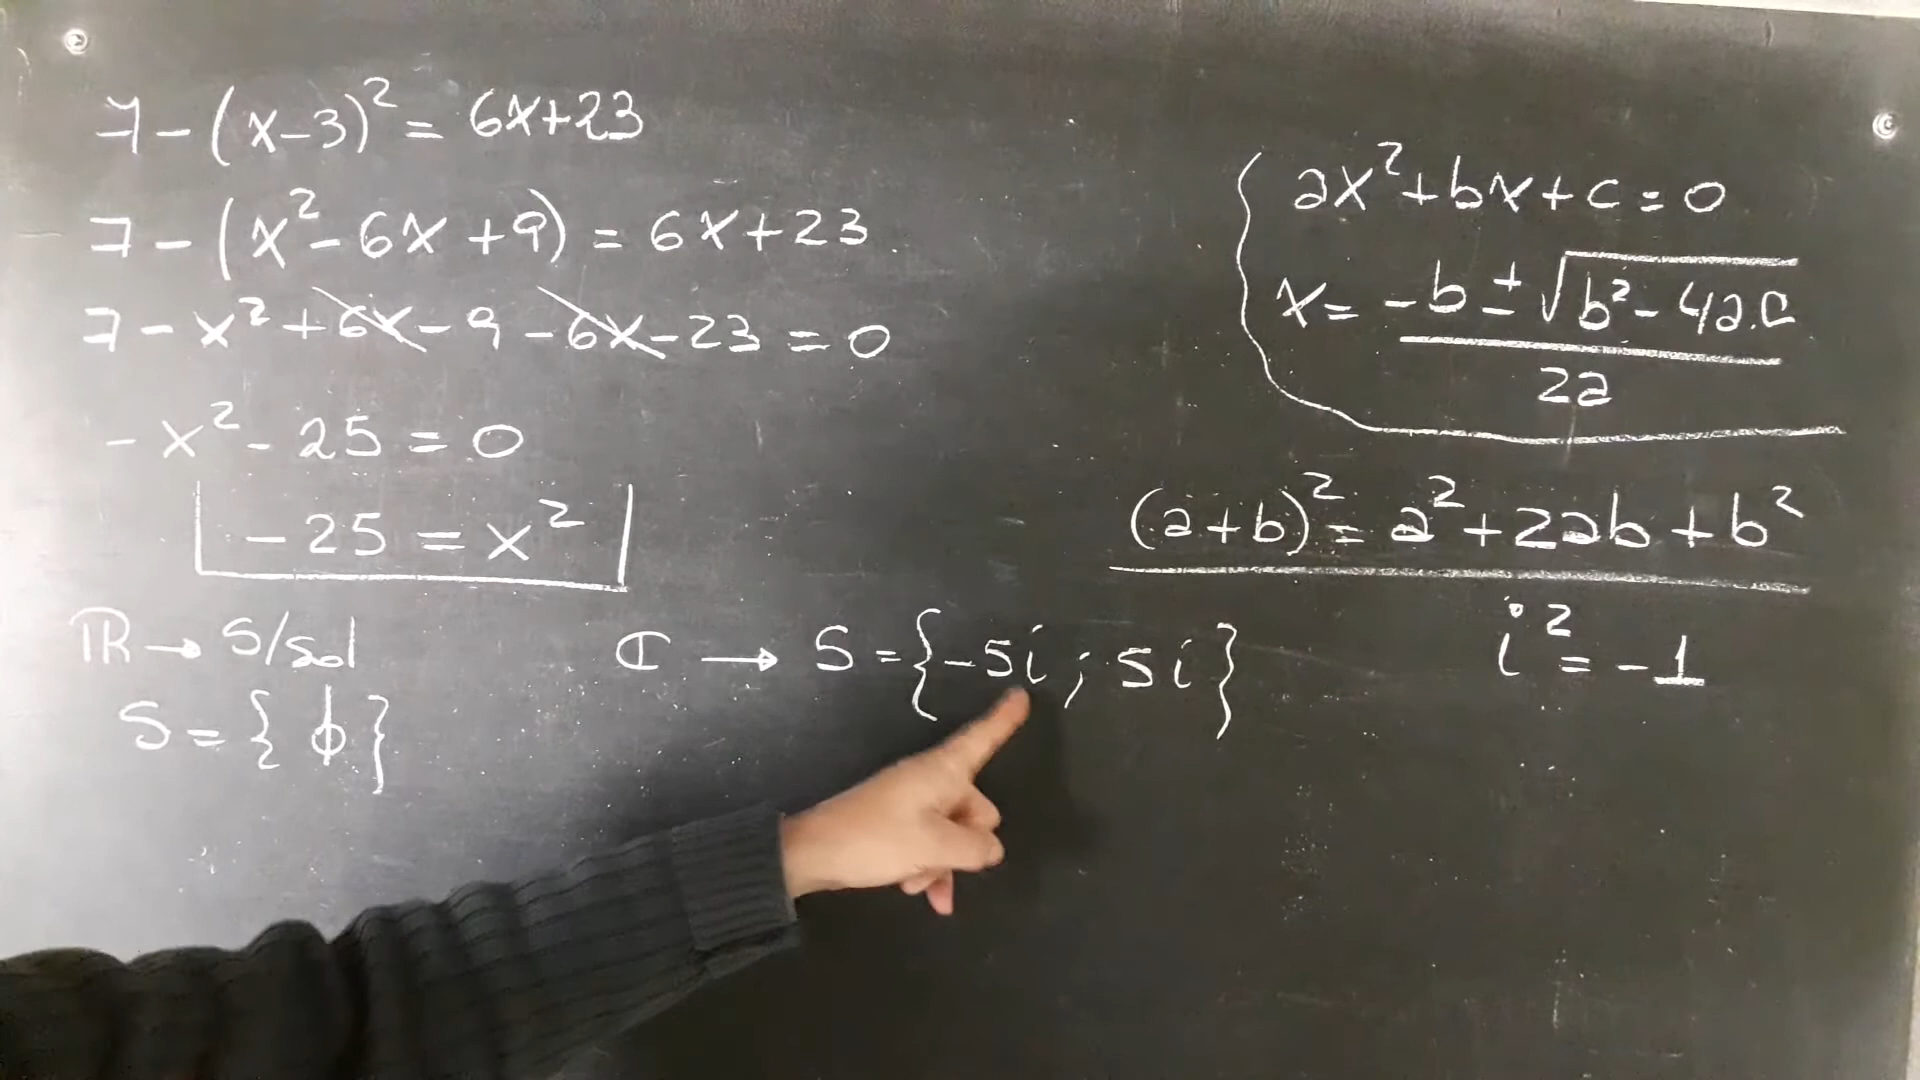 7 - (x-3)² = 6x+23
7 - (x² - 6x + 9) = 6x + 23
7 - x² + 6x - 9 - 6x - 23 = 0
- x² - 25 = 0
- 25 = x²
ℝ → S/sol
S = { ϕ }
ℂ → S = {-5i ; 5i}
ax² + bx + c = 0
x = -b ± √b² - 4a.c
2a
(a+b)² = a² + 2ab + b²
i² = -1